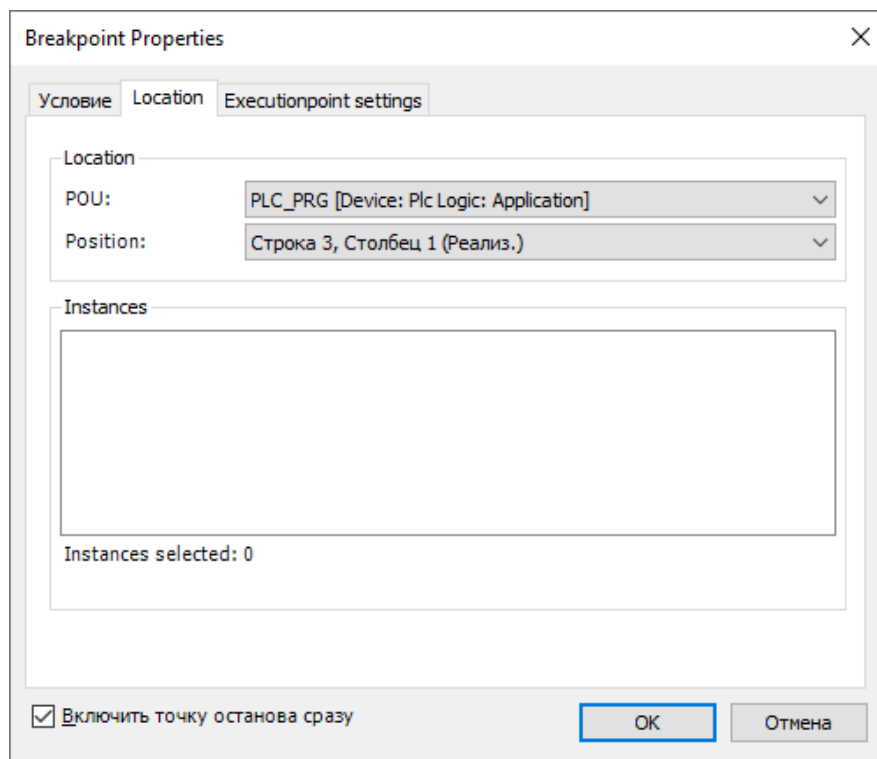 Breakpoint Properties
Условие Location Executionpoint settings
Location
POU: PLC_PRG [Device: Plc Logic: Application]
Position: Строка 3, Столбец 1 (Реализ.)
Instances
Instances selected: 0
Включить точку останова сразу OK Отмена